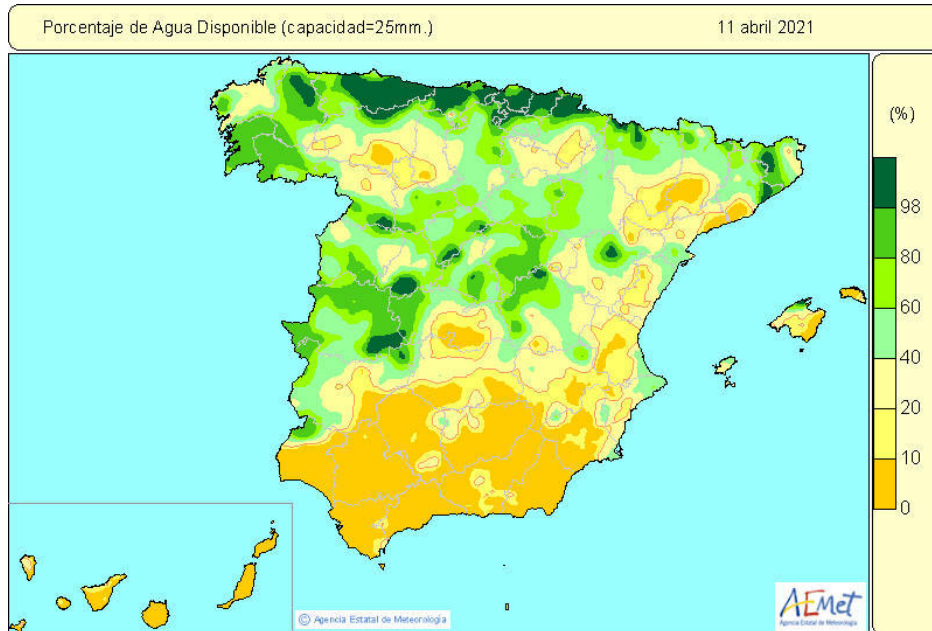 Porcentaje de Agua Disponible (capacidad=25mm.) 11 abril 2021
(%)
98
80
60
40
20
10
0
© Agencia Estatal de Meteorología
AEMet
Agencia Estatal de Meteorología